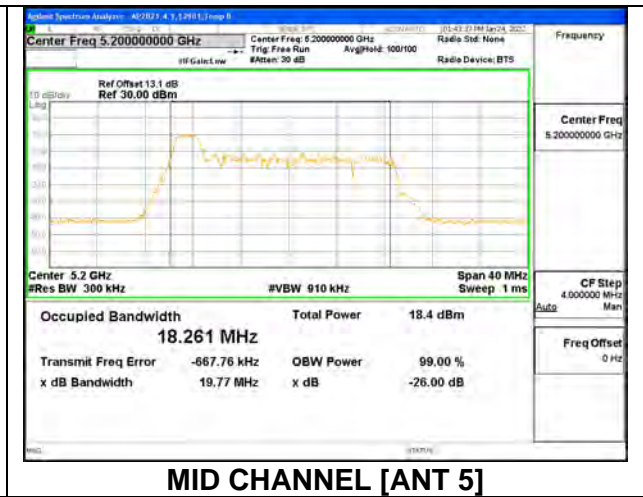 Center Freq 5.200000000 GHz
Center Freq: 5.200000000 GHz
Radio Std: None
Frequency
Trig: Free Run
Avg|Hold: 100/100
#IFGain:Low
#Atten: 30 dB
Radio Device: BTS
Ref Offset 13.1 dB
10 dB/div
Ref 30.00 dBm
Log
Center Freq
5.200000000 GHz
Center 5.2 GHz
Span 40 MHz
#Res BW 300 kHz
#VBW 910 kHz
Sweep 1 ms
CF Step
4.000000 MHz
Auto Man
Occupied Bandwidth
Total Power 18.4 dBm
18.261 MHz
Freq Offset
0 Hz
Transmit Freq Error -667.76 kHz
OBW Power 99.00 %
x dB Bandwidth 19.77 MHz
x dB -26.00 dB
MSG
STATUS
MID CHANNEL [ANT 5]